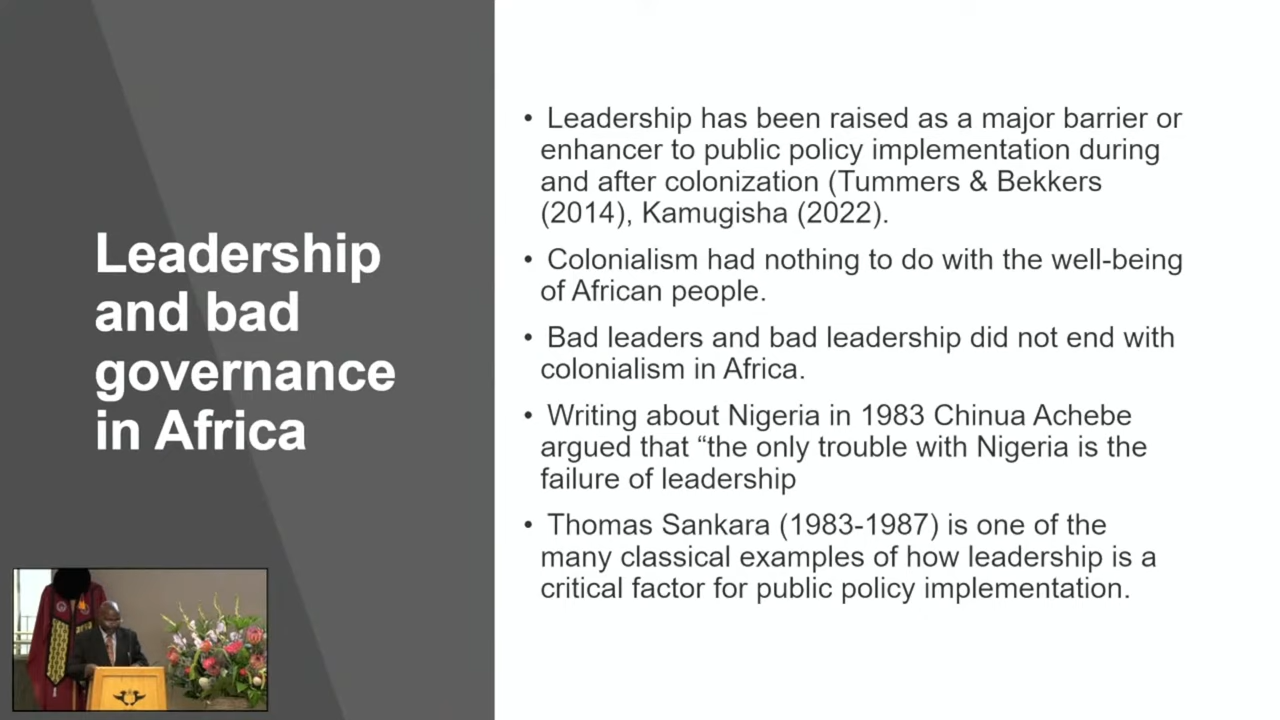 Leadership
and bad
governance
in Africa
• Leadership has been raised as a major barrier or
enhancer to public policy implementation during
and after colonization (Tummers & Bekkers
(2014), Kamugisha (2022).
• Colonialism had nothing to do with the well-being
of African people.
• Bad leaders and bad leadership did not end with
colonialism in Africa.
• Writing about Nigeria in 1983 Chinua Achebe
argued that “the only trouble with Nigeria is the
failure of leadership
• Thomas Sankara (1983-1987) is one of the
many classical examples of how leadership is a
critical factor for public policy implementation.